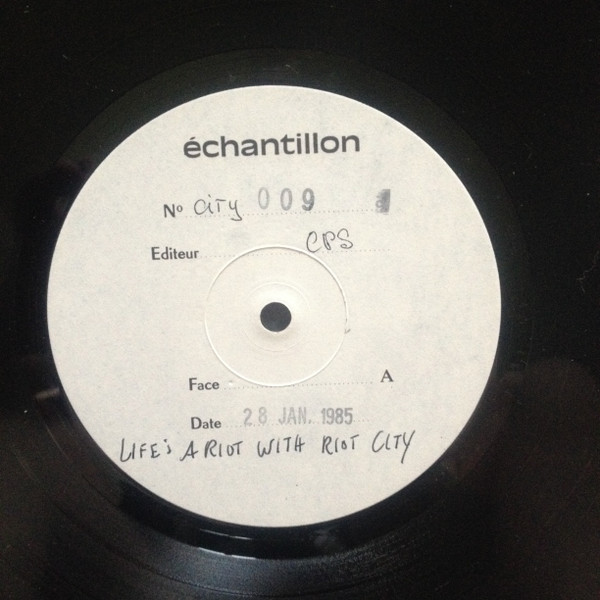 échantillon
Nº CiTy 009
Editeur CPS
Face A
Date 28 JAN. 1985
LIFE'S A RIOT WITH RIOT CITY